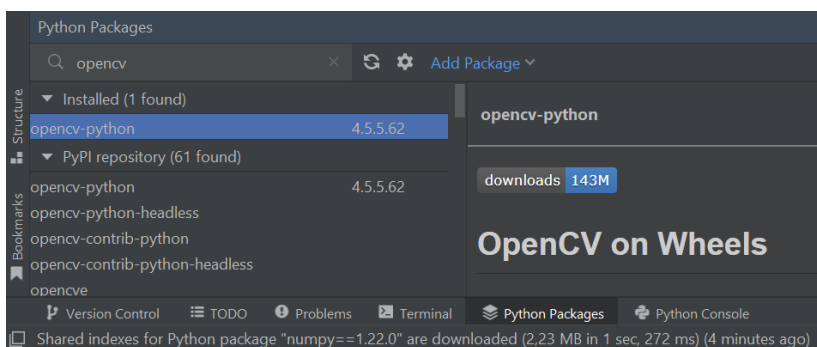 Python Packages
opencv
Add Package
Structure
Installed (1 found)
opencv-python 4.5.5.62
PyPI repository (61 found)
opencv-python 4.5.5.62
opencv-python-headless
opencv-contrib-python
opencv-contrib-python-headless
opencve
Bookmarks
opencv-python
downloads 143M
OpenCV on Wheels
Version Control TODO Problems Terminal Python Packages Python Console
Shared indexes for Python package "numpy==1.22.0" are downloaded (2,23 MB in 1 sec, 272 ms) (4 minutes ago)